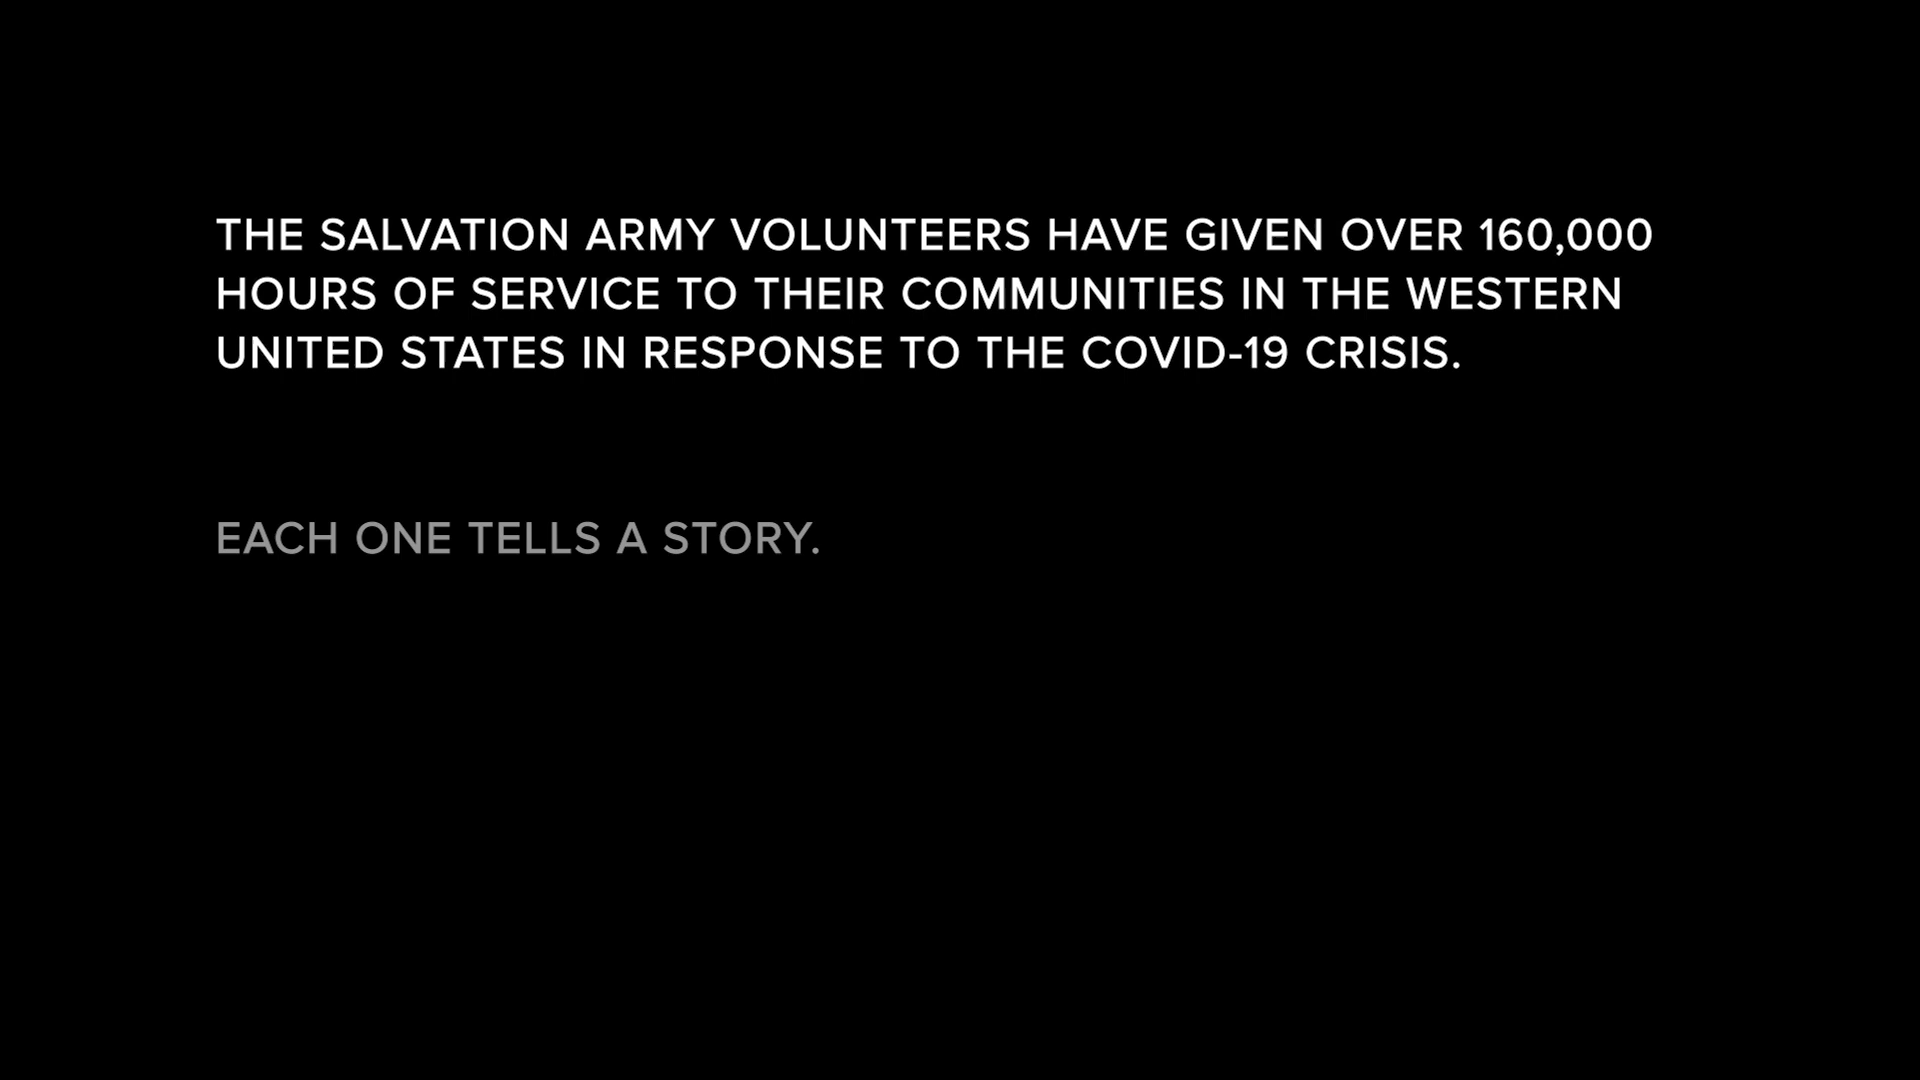 THE SALVATION ARMY VOLUNTEERS HAVE GIVEN OVER 160,000
HOURS OF SERVICE TO THEIR COMMUNITIES IN THE WESTERN
UNITED STATES IN RESPONSE TO THE COVID-19 CRISIS.
EACH ONE TELLS A STORY.